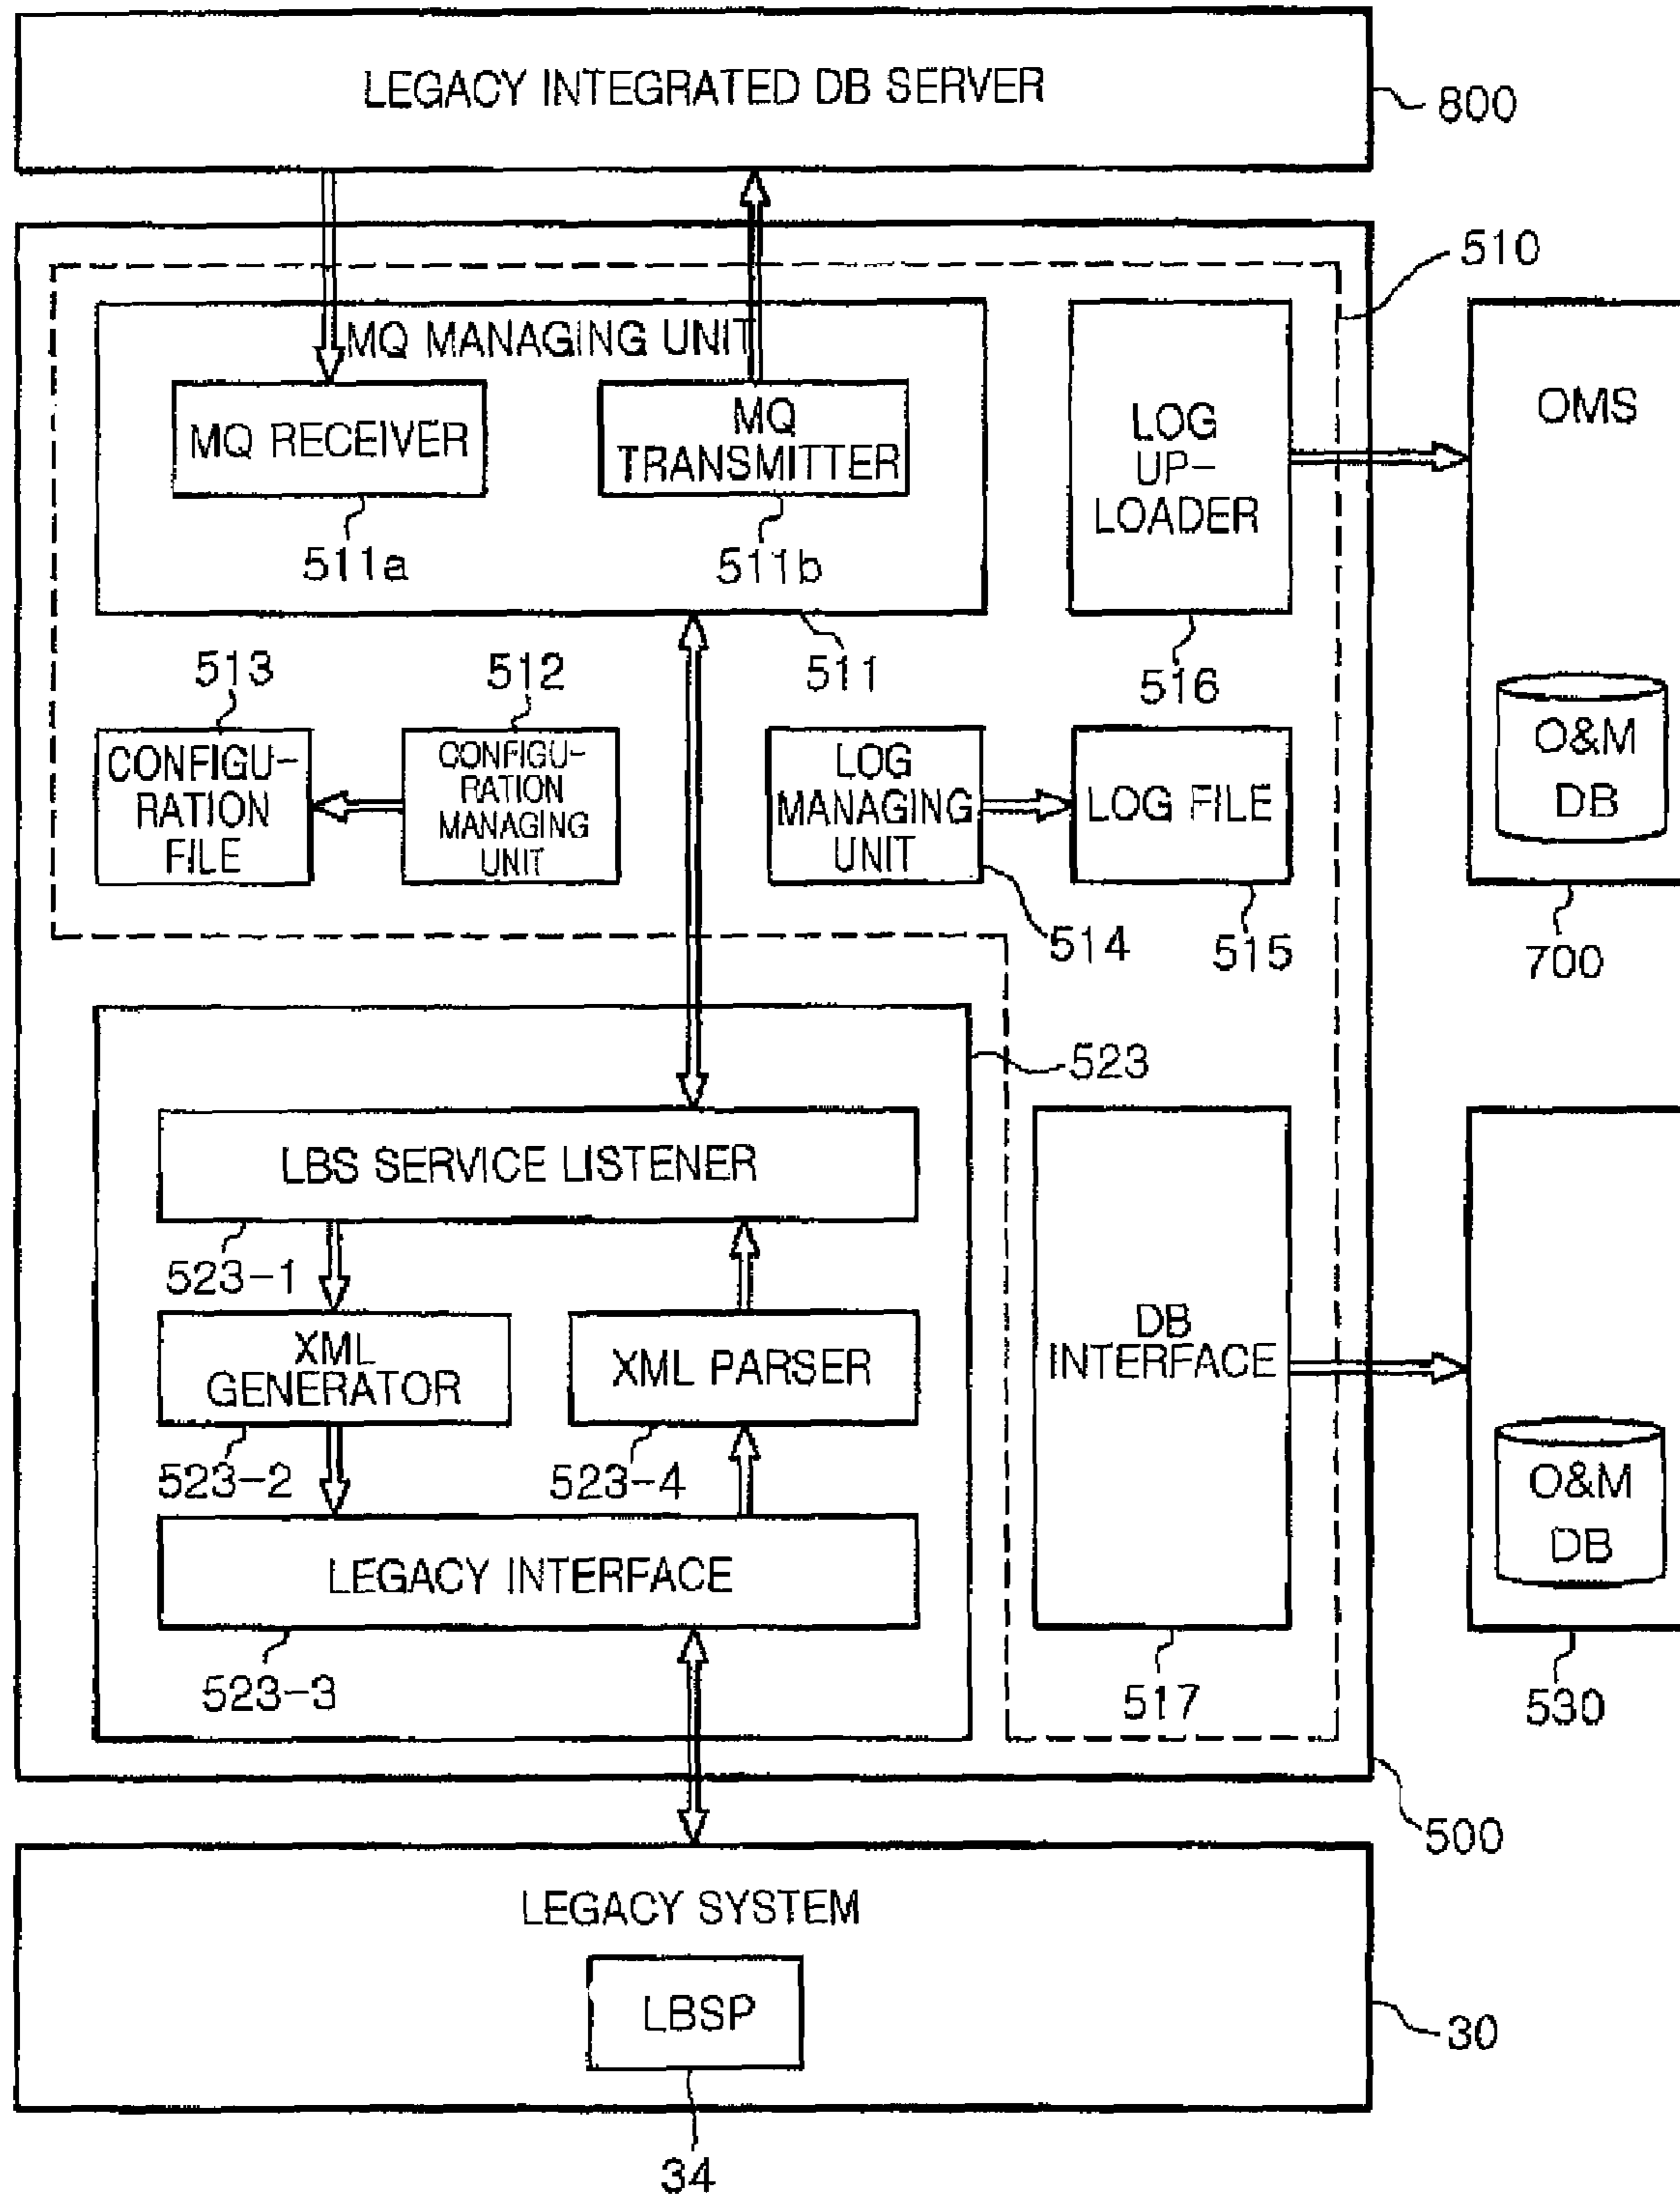 LEGACY INTEGRATED DB SERVER
800
510
MQ MANAGING UNIT
MQ RECEIVER
511a
MQ
TRANSMITTER
511b
511
LOG
UP-
LOADER
516
OMS
O&M
DB
700
513
CONFIGU-
RATION
FILE
512
CONFIGU-
RATION
MANAGING
UNIT
LOG
MANAGING
UNIT
514
LOG FILE
515
523
LBS SERVICE LISTENER
523-1
XML
GENERATOR
523-2
XML PARSER
523-4
LEGACY INTERFACE
523-3
DB
INTERFACE
517
O&M
DB
530
500
LEGACY SYSTEM
LBSP
34
30